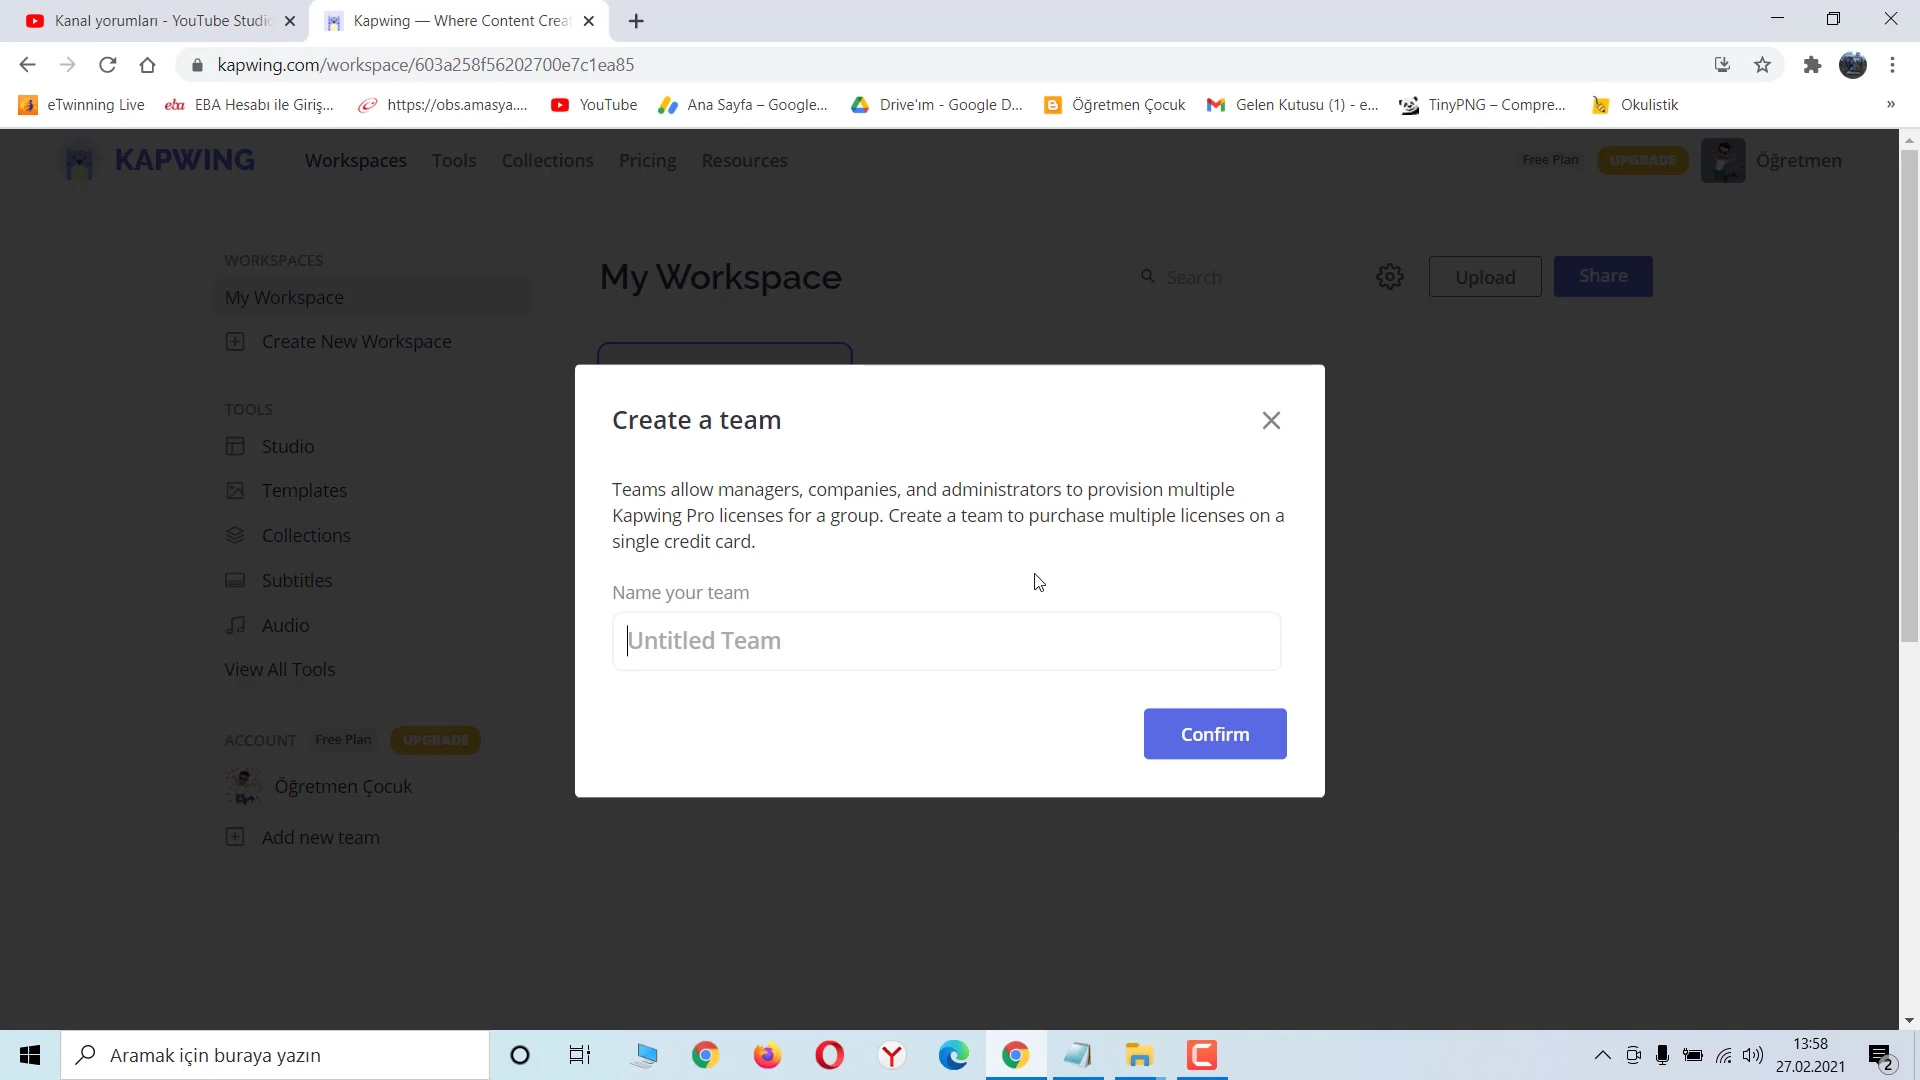 Kanal yorumları - YouTube Studio
Kapwing — Where Content Creat
kapwing.com/workspace/603a258f56202700e7c1ea85
eTwinning Live
eba
EBA Hesabı ile Giriş...
https://obs.amasya....
YouTube
Ana Sayfa – Google...
Drive'ım - Google D...
Öğretmen Çocuk
Gelen Kutusu (1) - e...
TinyPNG – Compre...
Okulistik
»
KAPWING
Workspaces
Tools
Collections
Pricing
Resources
Free Plan
UPGRADE
Öğretmen
WORKSPACES
My Workspace
Create New Workspace
TOOLS
Studio
Templates
Collections
Subtitles
Audio
View All Tools
ACCOUNT
Free Plan
UPGRADE
Öğretmen Çocuk
Add new team
My Workspace
Search
Upload
Share
Create a team
Teams allow managers, companies, and administrators to provision multiple
Kapwing Pro licenses for a group. Create a team to purchase multiple licenses on a
single credit card.
Name your team
Untitled Team
Confirm
Aramak için buraya yazın
13:58
27.02.2021
2